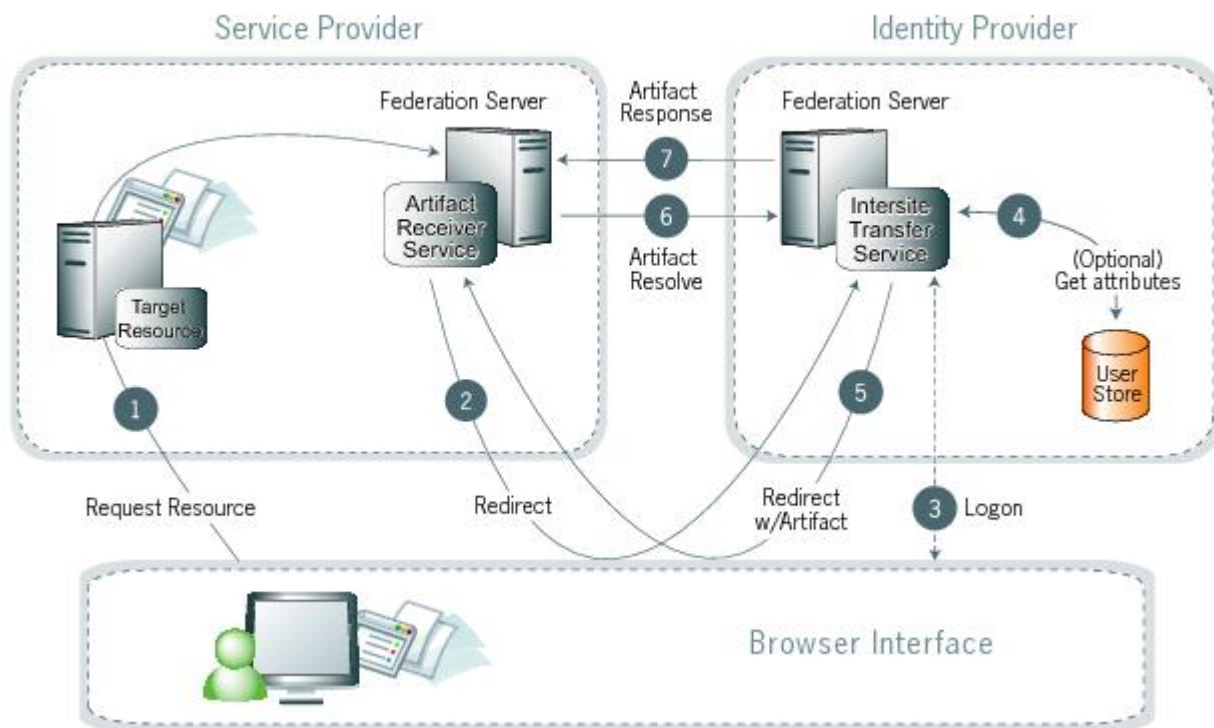 Service Provider
Identity Provider
Federation Server
Artifact
Response
Federation Server
7
Artifact
Receiver
Service
6
Artifact
Resolve
Intersite
Transfer
Service
4
(Optional)
Get attributes
Target
Resource
User
Store
1
2
5
Request Resource
Redirect
Redirect
w/Artifact
3
Logon
Browser Interface